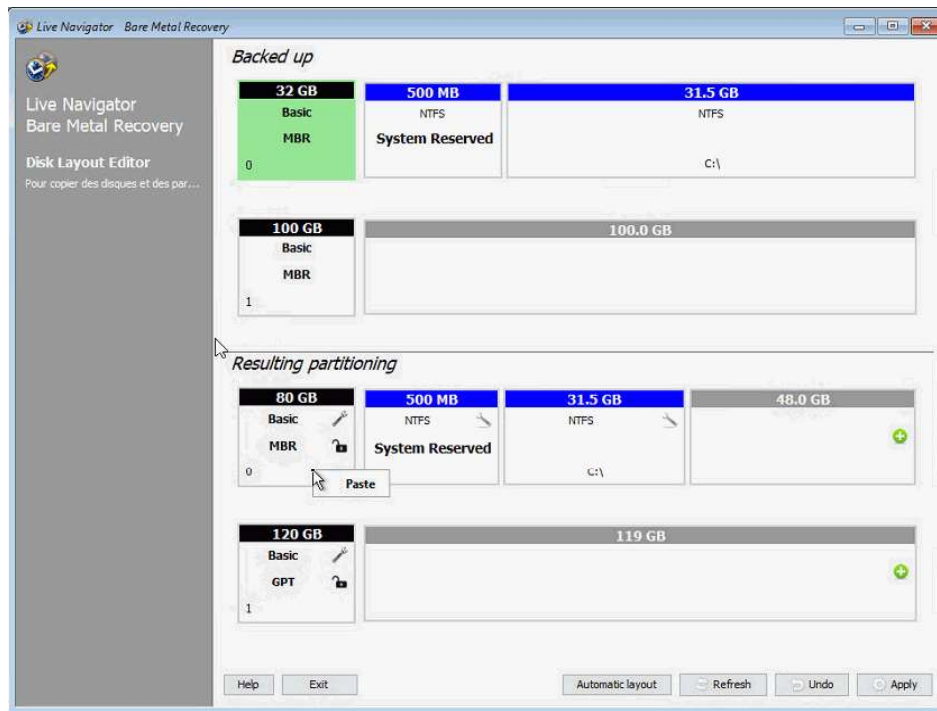 Live Navigator Bare Metal Recovery
Live Navigator
Bare Metal Recovery
Disk Layout Editor
Pour copier des disques et des par...
Backed up
32 GB
Basic
MBR
0
500 MB
NTFS
System Reserved
31.5 GB
NTFS
C:\
100 GB
Basic
MBR
1
100.0 GB
Resulting partitioning
80 GB
Basic
MBR
0
500 MB
NTFS
System Reserved
31.5 GB
NTFS
C:\
48.0 GB
Paste
120 GB
Basic
GPT
1
119 GB
Help
Exit
Automatic layout
Refresh
Undo
Apply